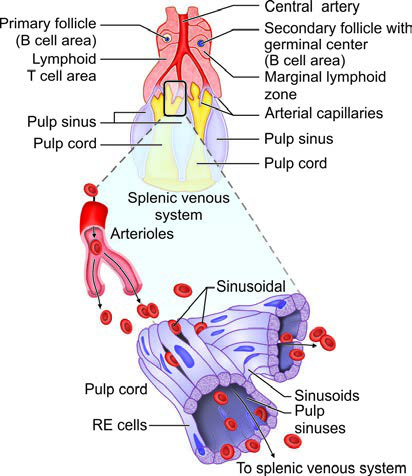 Central artery
Primary follicle
(B cell area)
Secondary follicle with
germinal center
(B cell area)
Lymphoid
T cell area
Marginal lymphoid
zone
Arterial capillaries
Pulp sinus
Pulp sinus
Pulp cord
Pulp cord
Splenic venous
system
Arterioles
Sinusoidal
Pulp cord
Sinusoids
Pulp
sinuses
RE cells
To splenic venous system